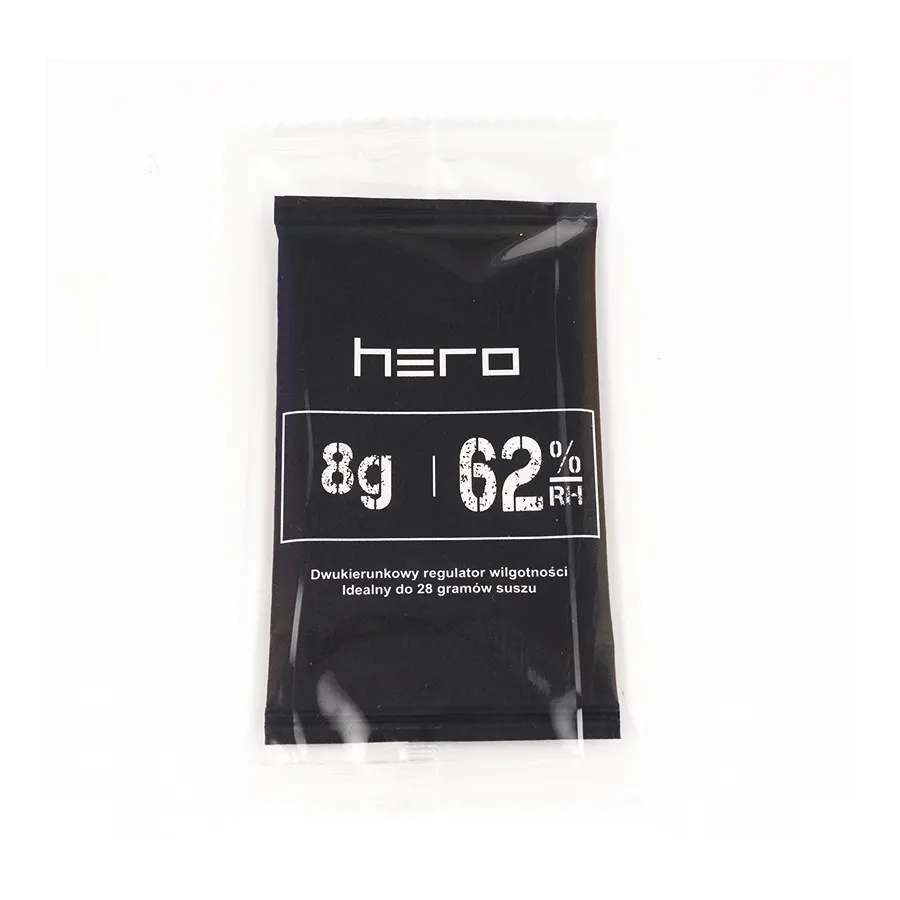 hero
8g | 62% RH
Dwukierunkowy regulator wilgotności
Idealny do 28 gramów suszu